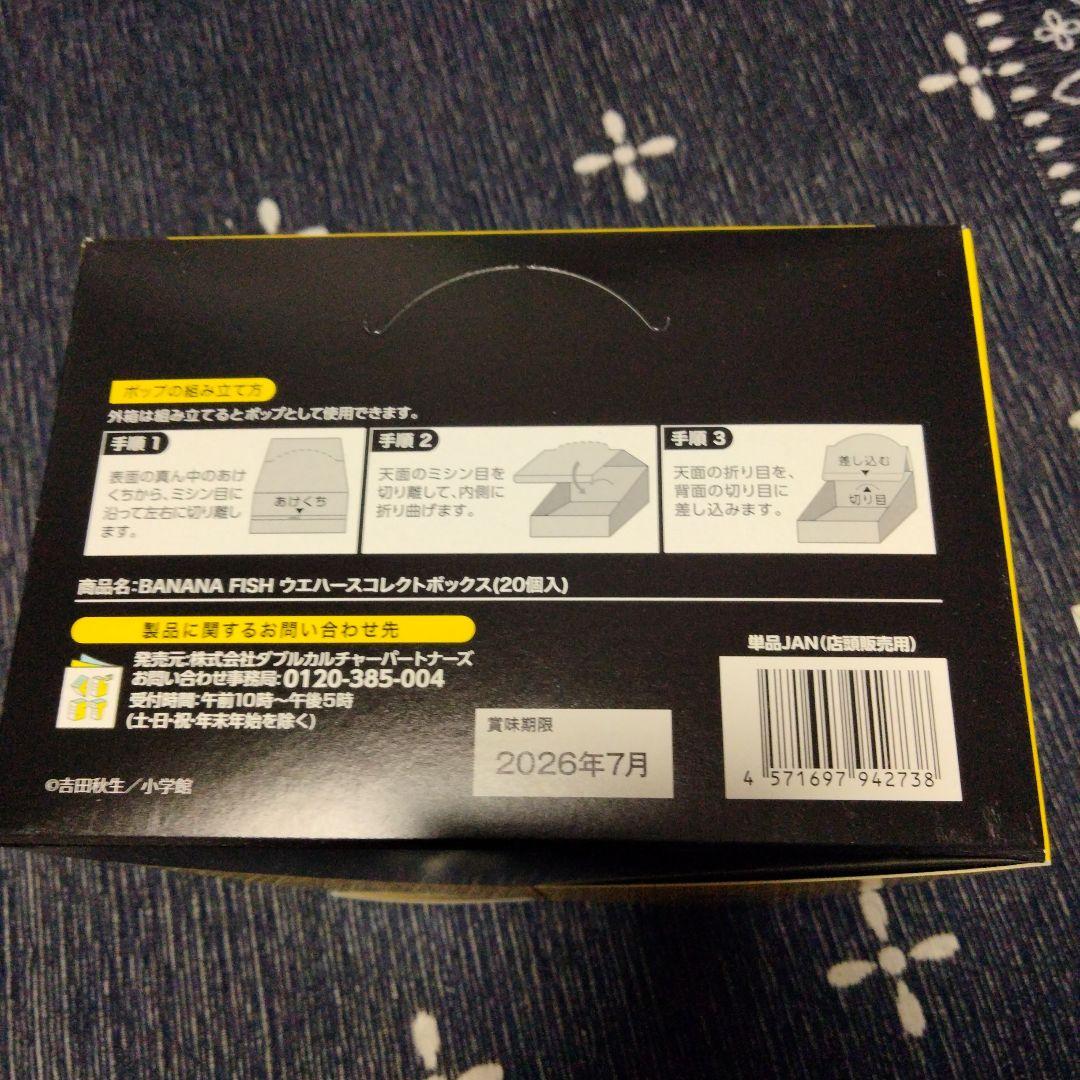 ポップの組み立て方
外箱は組み立てるとポップとして使用できます。
手順1
表面の真ん中のあけ
くちから、ミシン目に
沿って左右に切り離し
ます。
あけくち
手順2
天面のミシン目を
切り離して、内側に
折り曲げます。
手順3
天面の折り目を、
背面の切り目に
差し込みます。
差し込む
切り目
商品名:BANANA FISH ウエハースコレクトボックス(20個入)
製品に関するお問い合わせ先
発売元:株式会社ダブルカルチャーパートナーズ
お問い合わせ事務局:0120-385-004
受付時間:午前10時〜午後5時
(土・日・祝・年末年始を除く)
賞味期限
2026年7月
単品JAN(店頭販売用)
4 571697 942738
©吉田秋生/小学館